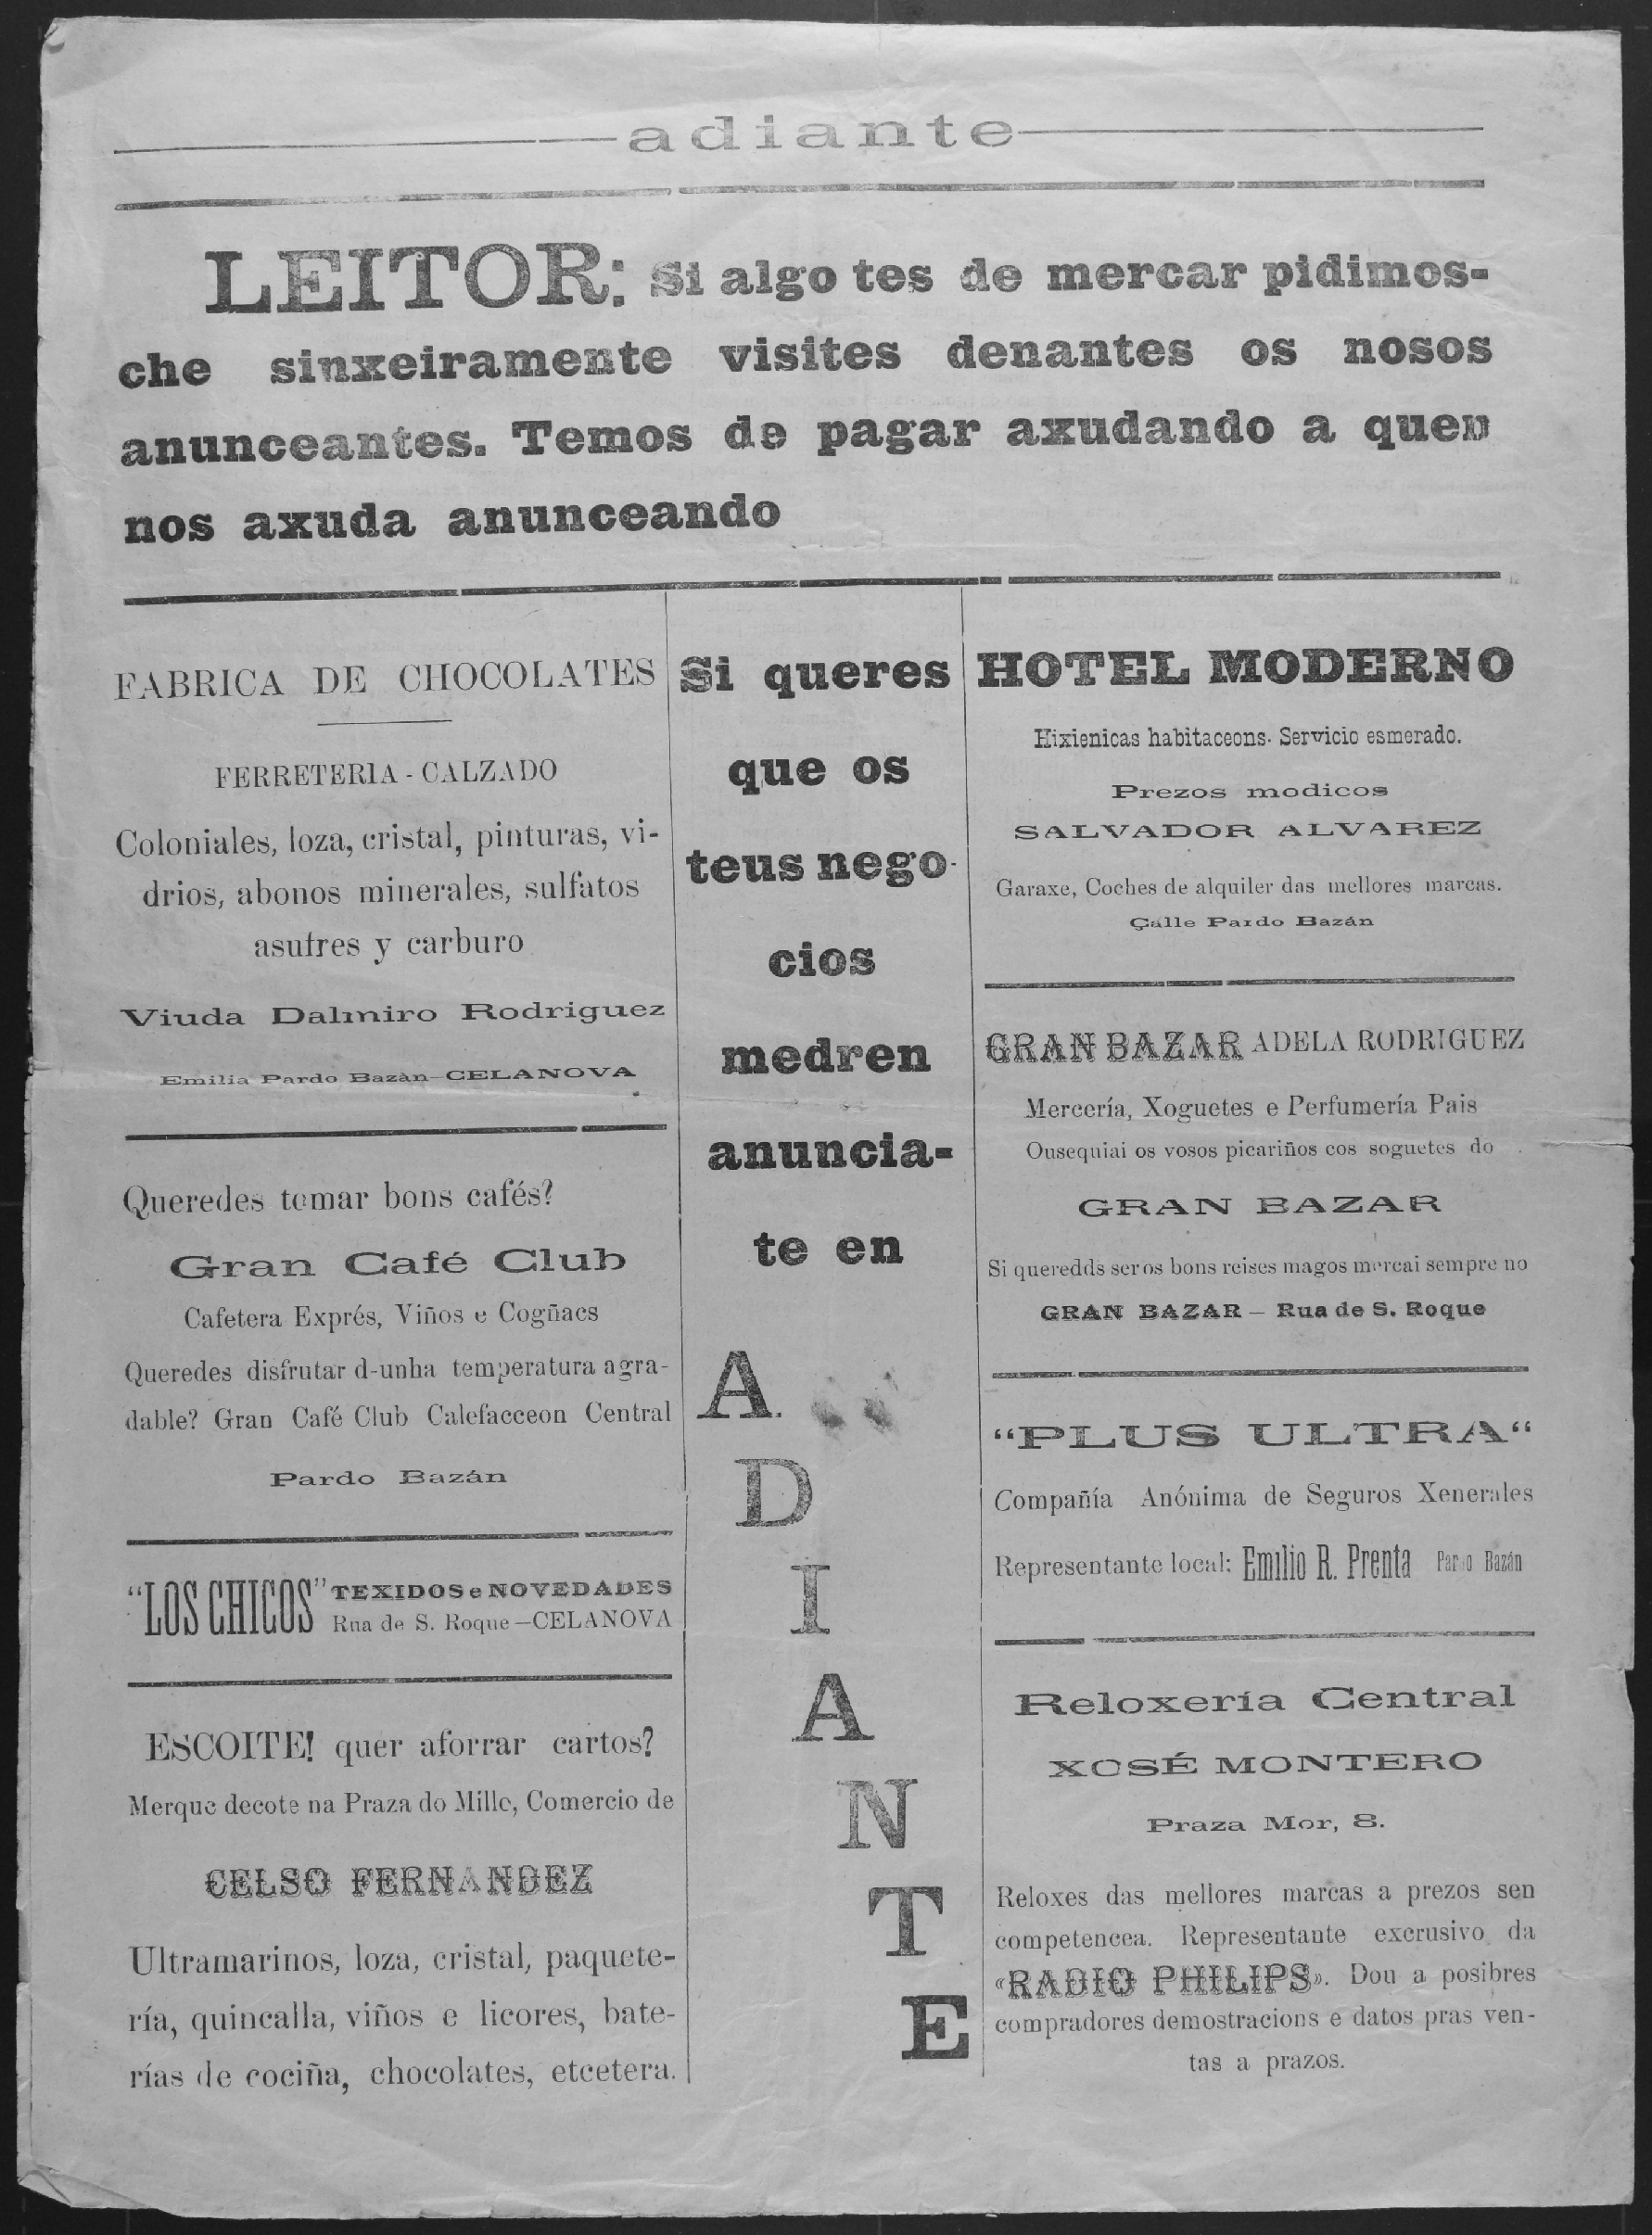 adiante
LEITOR: Si algo tes de mercar pidimos-
che sinxeiramente visites denantes os nosos
anunceantes. Temos de pagar axudando a quen
nos axuda anunceando
FABRICA DE CHOCOLATES
FERRETERIA - CALZADO
Coloniales, loza, cristal, pinturas, vi-
drios, abonos minerales, sulfatos
asufres y carburo
Viuda Dalmiro Rodriguez
Emilia Pardo Bazàn—CELANOVA
Queredes tomar bons cafés?
Gran Café Club
Cafetera Exprés, Viños e Cogñacs
Queredes disfrutar d-unha temperatura agra-
dable? Gran Café Club Calefacceon Central
Pardo Bazán
"LOS CHICOS" TEXIDOS e NOVEDADES
Rua de S. Roque—CELANOVA
ESCOITE! quer aforrar cartos?
Merque decote na Praza do Millo, Comercio de
CELSO FERNANDEZ
Ultramarinos, loza, cristal, paquete-
ría, quincalla, viños e licores, bate-
rías de cociña, chocolates, etcetera.
Si queres
que os
teus nego-
cios
medren
anuncia-
te en
A
D
I
A
N
T
E
HOTEL MODERNO
Hixienicas habitaceons. Servicio esmerado.
Prezos modicos
SALVADOR ALVAREZ
Garaxe, Coches de alquiler das mellores marcas.
Calle Pardo Bazán
GRAN BAZAR ADELA RODRIGUEZ
Mercería, Xoguetes e Perfumería Pais
Ousequiai os vosos picariños cos soguetes do
GRAN BAZAR
Si queredds ser os bons reises magos mercai sempre no
GRAN BAZAR — Rua de S. Roque
"PLUS ULTRA"
Compañía Anónima de Seguros Xenerales
Representante local: Emilio R. Prenta Pardo Bazán
Reloxería Central
XOSÉ MONTERO
Praza Mor, 8.
Reloxes das mellores marcas a prezos sen
competencea. Representante excrusivo da
«RADIO PHILIPS». Dou a posibres
compradores demostracions e datos pras ven-
tas a prazos.